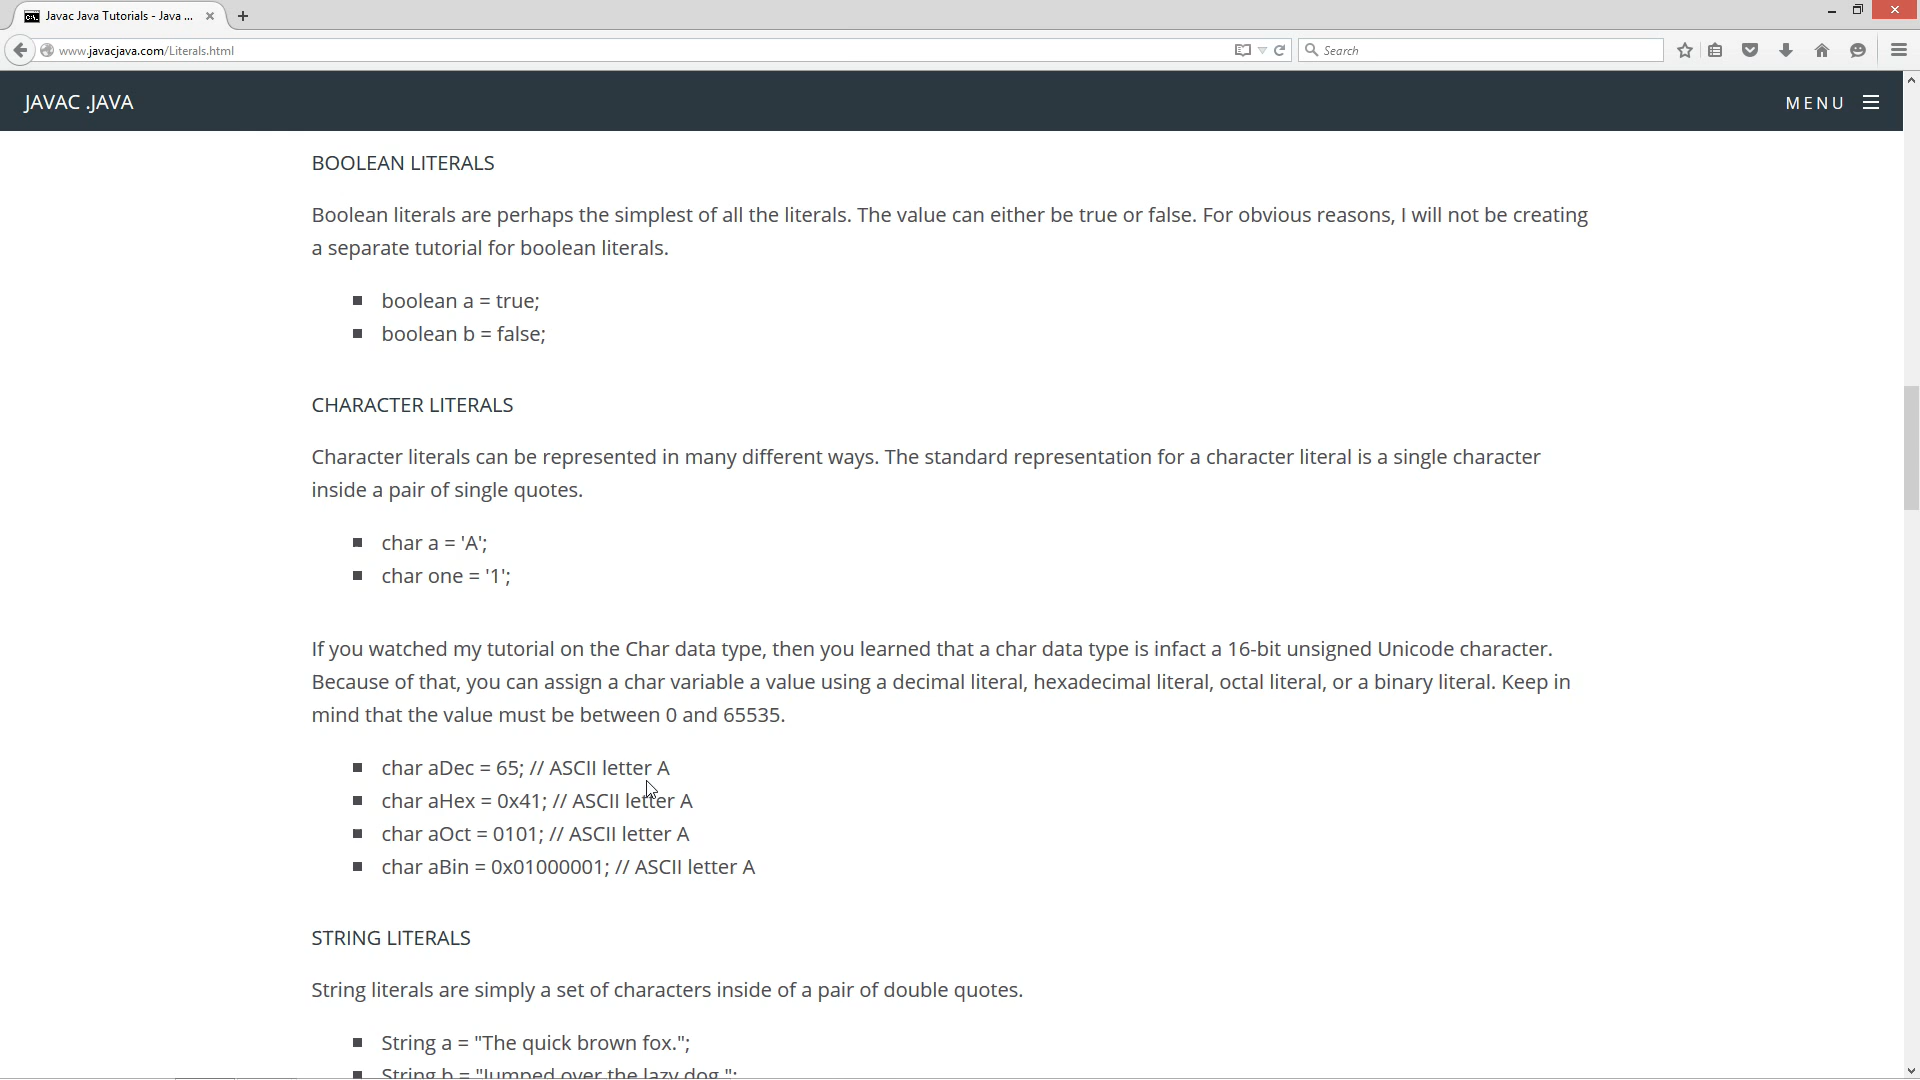 Javac Java Tutorials - Java ...
www.javacjava.com/Literals.html
Search
JAVAC .JAVA
MENU
BOOLEAN LITERALS
Boolean literals are perhaps the simplest of all the literals. The value can either be true or false. For obvious reasons, I will not be creating
a separate tutorial for boolean literals.
boolean a = true;
boolean b = false;
CHARACTER LITERALS
Character literals can be represented in many different ways. The standard representation for a character literal is a single character
inside a pair of single quotes.
char a = 'A';
char one = '1';
If you watched my tutorial on the Char data type, then you learned that a char data type is infact a 16-bit unsigned Unicode character.
Because of that, you can assign a char variable a value using a decimal literal, hexadecimal literal, octal literal, or a binary literal. Keep in
mind that the value must be between 0 and 65535.
char aDec = 65; // ASCII letter A
char aHex = 0x41; // ASCII letter A
char aOct = 0101; // ASCII letter A
char aBin = 0x01000001; // ASCII letter A
STRING LITERALS
String literals are simply a set of characters inside of a pair of double quotes.
String a = "The quick brown fox.";
String b = "Jumped over the lazy dog.";